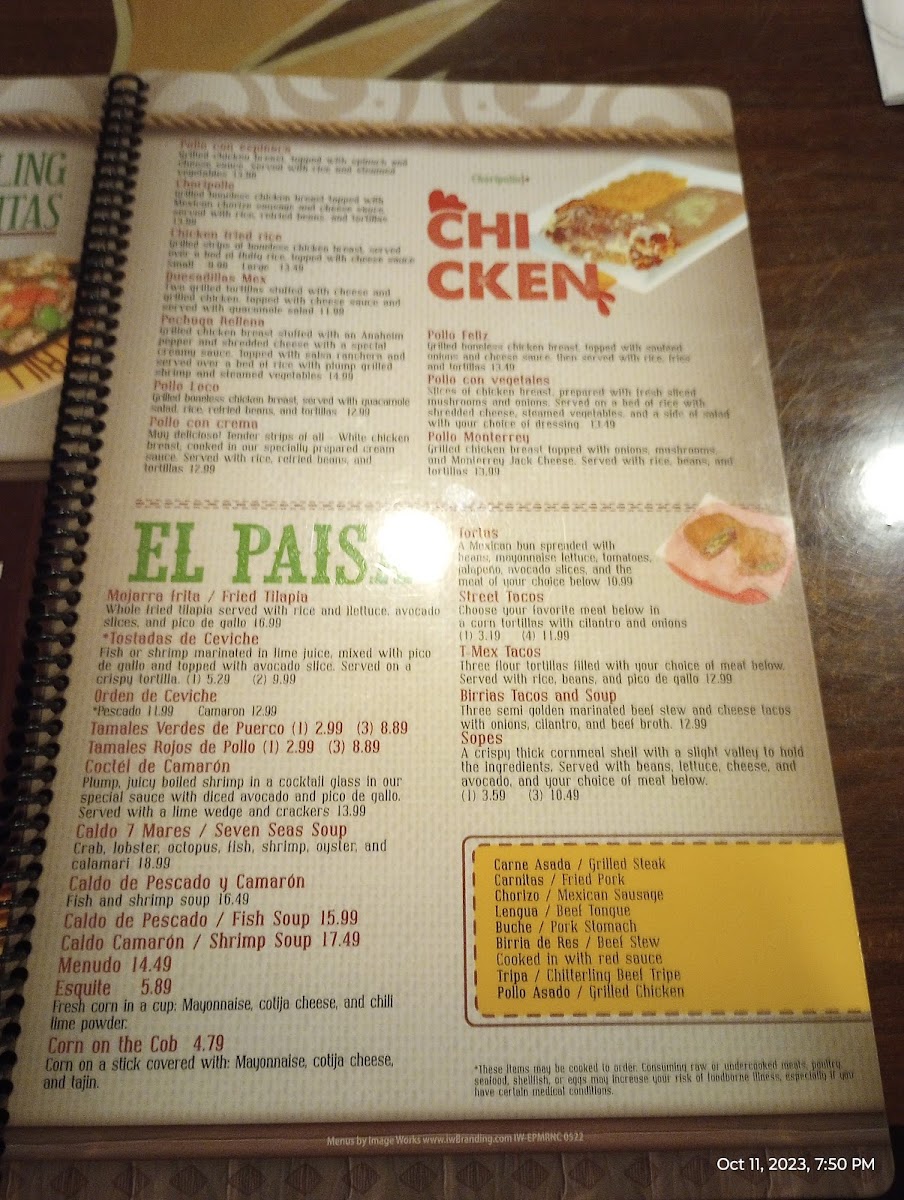 LING
ITAS
Pollo con espinaca
Grilled chicken breast, topped with spinach and
cheese sauce. Served with rice and steamed
vegetables 13.99
Choripollo
Grilled boneless chicken breast topped with
Mexican chorizo sausage and cheese sauce,
served with rice, refried beans, and tortillas
13.99
Chicken fried rice
Grilled strips of boneless chicken breast, served
over a bed of fluffy rice, topped with cheese sauce
Small 9.99 Large 13.49
Quesadillas Mex
Two grilled tortillas stuffed with cheese and
grilled chicken, topped with cheese sauce and
served with guacamole salad 11.99
Pechuga Rellena
Grilled chicken breast stuffed with an Anaheim
pepper and shredded cheese with a special
creamy sauce, topped with salsa ranchera and
served over a bed of rice with plump grilled
shrimp and steamed vegetables 14.99
Pollo Loco
Grilled boneless chicken breast, served with guacamole
salad, rice, refried beans, and tortillas 12.99
Pollo con crema
Muy delicioso! Tender strips of all - White chicken
breast, cooked in our specially prepared cream
sauce. Served with rice, refried beans, and
tortillas 12.99
Choripollo
CHI
CKEN
Pollo Feliz
Grilled boneless chicken breast, topped with sauteed
onions and cheese sauce, then served with rice, fries
and tortillas 13.49
Pollo con vegetales
Slices of chicken breast, prepared with fresh sliced
mushrooms and onions. Served on a bed of rice with
shredded cheese, steamed vegetables, and a side of salad
with your choice of dressing 13.49
Pollo Monterrey
Grilled chicken breast topped with onions, mushrooms,
and Monterrey Jack Cheese. Served with rice, beans, and
tortillas 13.99
EL PAISA
Mojarra frita / Fried Tilapia
Whole fried tilapia served with rice and llettuce, avocado
slices, and pico de gallo 16.99
*Tostadas de Ceviche
Fish or shrimp marinated in lime juice, mixed with pico
de gallo and topped with avocado slice. Served on a
crispy tortilla. (1) 5.29 (2) 9.99
Orden de Ceviche
*Pescado 11.99 Camaron 12.99
Tamales Verdes de Puerco (1) 2.99 (3) 8.89
Tamales Rojos de Pollo (1) 2.99 (3) 8.89
Coctél de Camarón
Plump, juicy boiled shrimp in a cocktail glass in our
special sauce with diced avocado and pico de gallo.
Served with a lime wedge and crackers 13.99
Caldo 7 Mares / Seven Seas Soup
Crab, lobster, octopus, fish, shrimp, oyster, and
calamari 18.99
Caldo de Pescado y Camarón
Fish and shrimp soup 16.49
Caldo de Pescado / Fish Soup 15.99
Caldo Camarón / Shrimp Soup 17.49
Menudo 14.49
Esquite 5.89
Fresh corn in a cup: Mayonnaise, cotija cheese, and chili
lime powder.
Corn on the Cob 4.79
Corn on a stick covered with: Mayonnaise, cotija cheese,
and tajin.
Tortas
A Mexican bun sprended with
beans, mayonnaise lettuce, tomatoes,
jalapeño, avocado slices, and the
meat of your choice below 10.99
Street Tacos
Choose your favorite meat below in
a corn tortillas with cilantro and onions
(1) 3.19 (4) 11.99
T-Mex Tacos
Three flour tortillas filled with your choice of meat below.
Served with rice, beans, and pico de gallo 12.99
Birrias Tacos and Soup
Three semi golden marinated beef stew and cheese tacos
with onions, cilantro, and beef broth. 12.99
Sopes
A crispy thick cornmeal shell with a slight valley to hold
the ingredients. Served with beans, lettuce, cheese, and
avocado, and your choice of meat below.
(1) 3.59 (3) 10.49
Carne Asada / Grilled Steak
Carnitas / Fried Pork
Chorizo / Mexican Sausage
Lengua / Beef Tongue
Buche / Pork Stomach
Birria de Res / Beef Stew
Cooked in with red sauce
Tripa / Chitterling Beef Tripe
Pollo Asado / Grilled Chicken
*These items may be cooked to order. Consuming raw or undercooked meats, poultry,
seafood, shellfish, or eggs may increase your risk of foodborne illness, especially if you
have certain medical conditions.
Menus by Image Works www.iwBranding.com IW-EPMRNC 0522
Oct 11, 2023, 7:50 PM